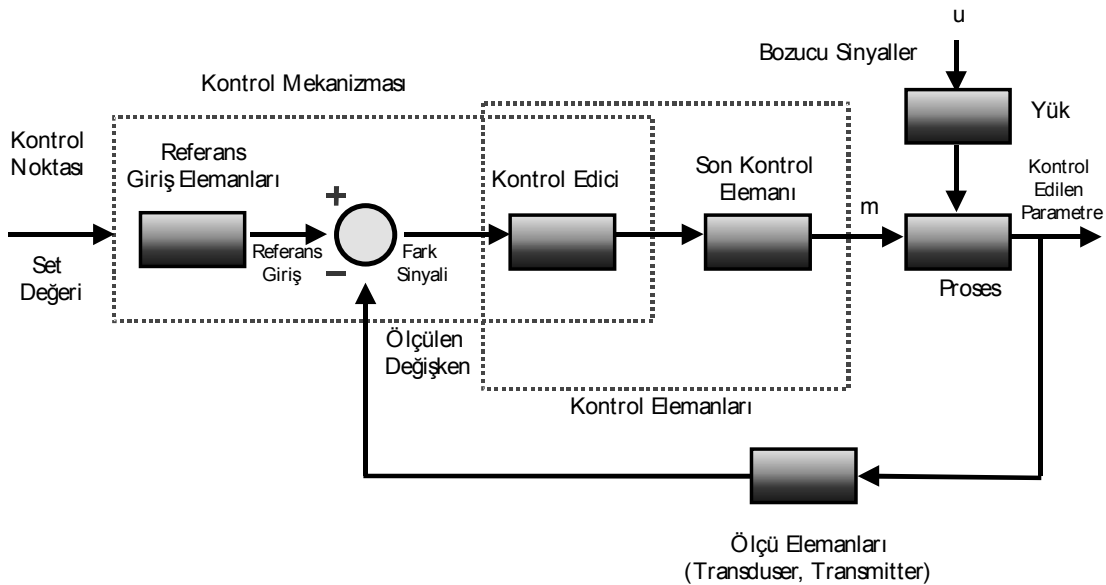 u
Bozucu Sinyaller
Kontrol Mekanizması
Yük
Kontrol
Noktası
Referans
Giriş Elemanları
Kontrol Edici
Son Kontrol
Elemanı
Kontrol
Edilen
Parametre
+
m
Referans
Giriş
Fark
Sinyali
−
Set
Değeri
Proses
Ölçülen
Değişken
Kontrol Elemanları
Ölçü Elemanları
(Transduser, Transmitter)